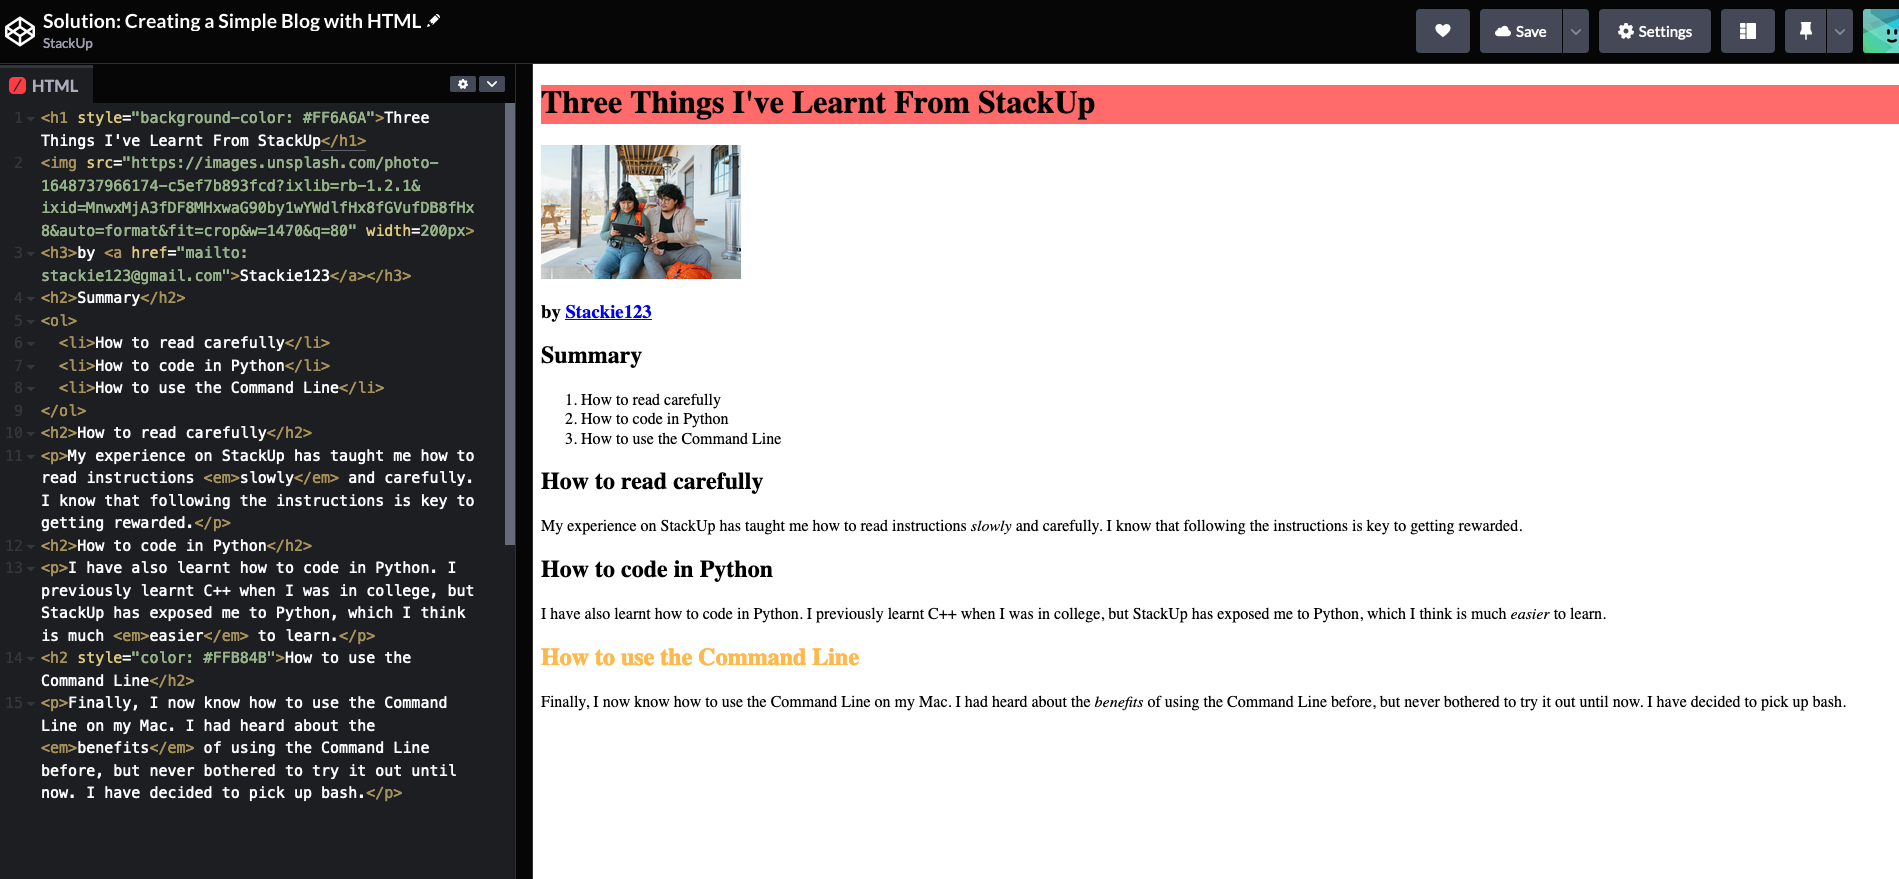 Solution: Creating a Simple Blog with HTML
StackUp
Save
Settings
HTML
1 <h1 style="background-color: #FF6A6A">Three
Things I've Learnt From StackUp</h1>
2 <img src="https://images.unsplash.com/photo-
1648737966174-c5ef7b893fcd?ixlib=rb-1.2.1&
ixid=MnwxMjA3fDF8MHxwaG90by1wYWdlfHx8fGVufDB8fHx
8&auto=format&fit=crop&w=1470&q=80" width=200px>
3 <h3>by <a href="mailto:
stackie123@gmail.com">Stackie123</a></h3>
4 <h2>Summary</h2>
5 <ol>
6 <li>How to read carefully</li>
7 <li>How to code in Python</li>
8 <li>How to use the Command Line</li>
9 </ol>
10 <h2>How to read carefully</h2>
11 <p>My experience on StackUp has taught me how to
read instructions <em>slowly</em> and carefully.
I know that following the instructions is key to
getting rewarded.</p>
12 <h2>How to code in Python</h2>
13 <p>I have also learnt how to code in Python. I
previously learnt C++ when I was in college, but
StackUp has exposed me to Python, which I think
is much <em>easier</em> to learn.</p>
14 <h2 style="color: #FFB84B">How to use the
Command Line</h2>
15 <p>Finally, I now know how to use the Command
Line on my Mac. I had heard about the
<em>benefits</em> of using the Command Line
before, but never bothered to try it out until
now. I have decided to pick up bash.</p>
Three Things I've Learnt From StackUp
by Stackie123
Summary
1. How to read carefully
2. How to code in Python
3. How to use the Command Line
How to read carefully
My experience on StackUp has taught me how to read instructions slowly and carefully. I know that following the instructions is key to getting rewarded.
How to code in Python
I have also learnt how to code in Python. I previously learnt C++ when I was in college, but StackUp has exposed me to Python, which I think is much easier to learn.
How to use the Command Line
Finally, I now know how to use the Command Line on my Mac. I had heard about the benefits of using the Command Line before, but never bothered to try it out until now. I have decided to pick up bash.